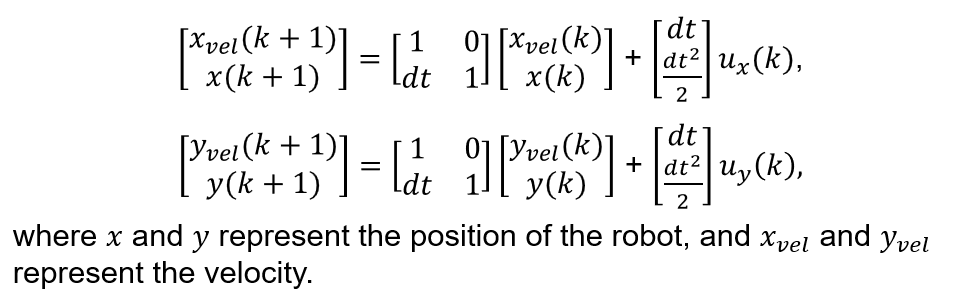 [x_vel(k + 1) x(k + 1)] = [1 0 dt 1] [x_vel(k) x(k)] + [dt dt²/2] u_x(k),
[y_vel(k + 1) y(k + 1)] = [1 0 dt 1] [y_vel(k) y(k)] + [dt dt²/2] u_y(k),
where x and y represent the position of the robot, and x_vel and y_vel
represent the velocity.